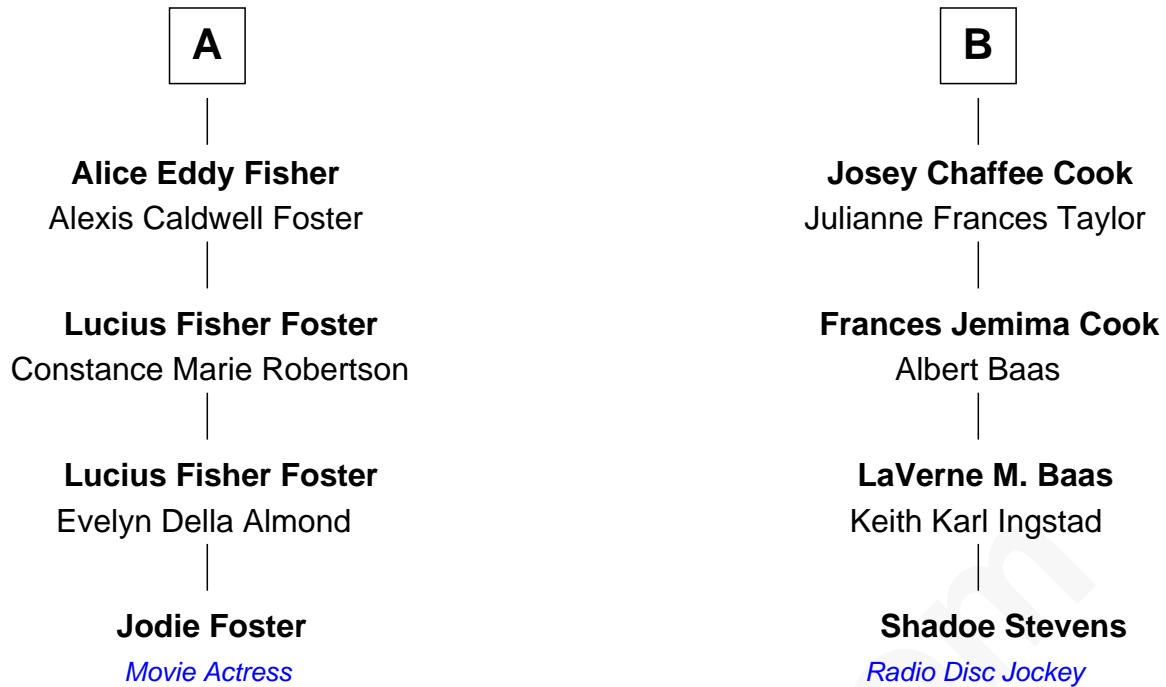 A
B
Alice Eddy Fisher
Alexis Caldwell Foster
Josey Chaffee Cook
Julianne Frances Taylor
Lucius Fisher Foster
Constance Marie Robertson
Frances Jemima Cook
Albert Baas
Lucius Fisher Foster
Evelyn Della Almond
LaVerne M. Baas
Keith Karl Ingstad
Jodie Foster
Movie Actress
Shadoe Stevens
Radio Disc Jockey